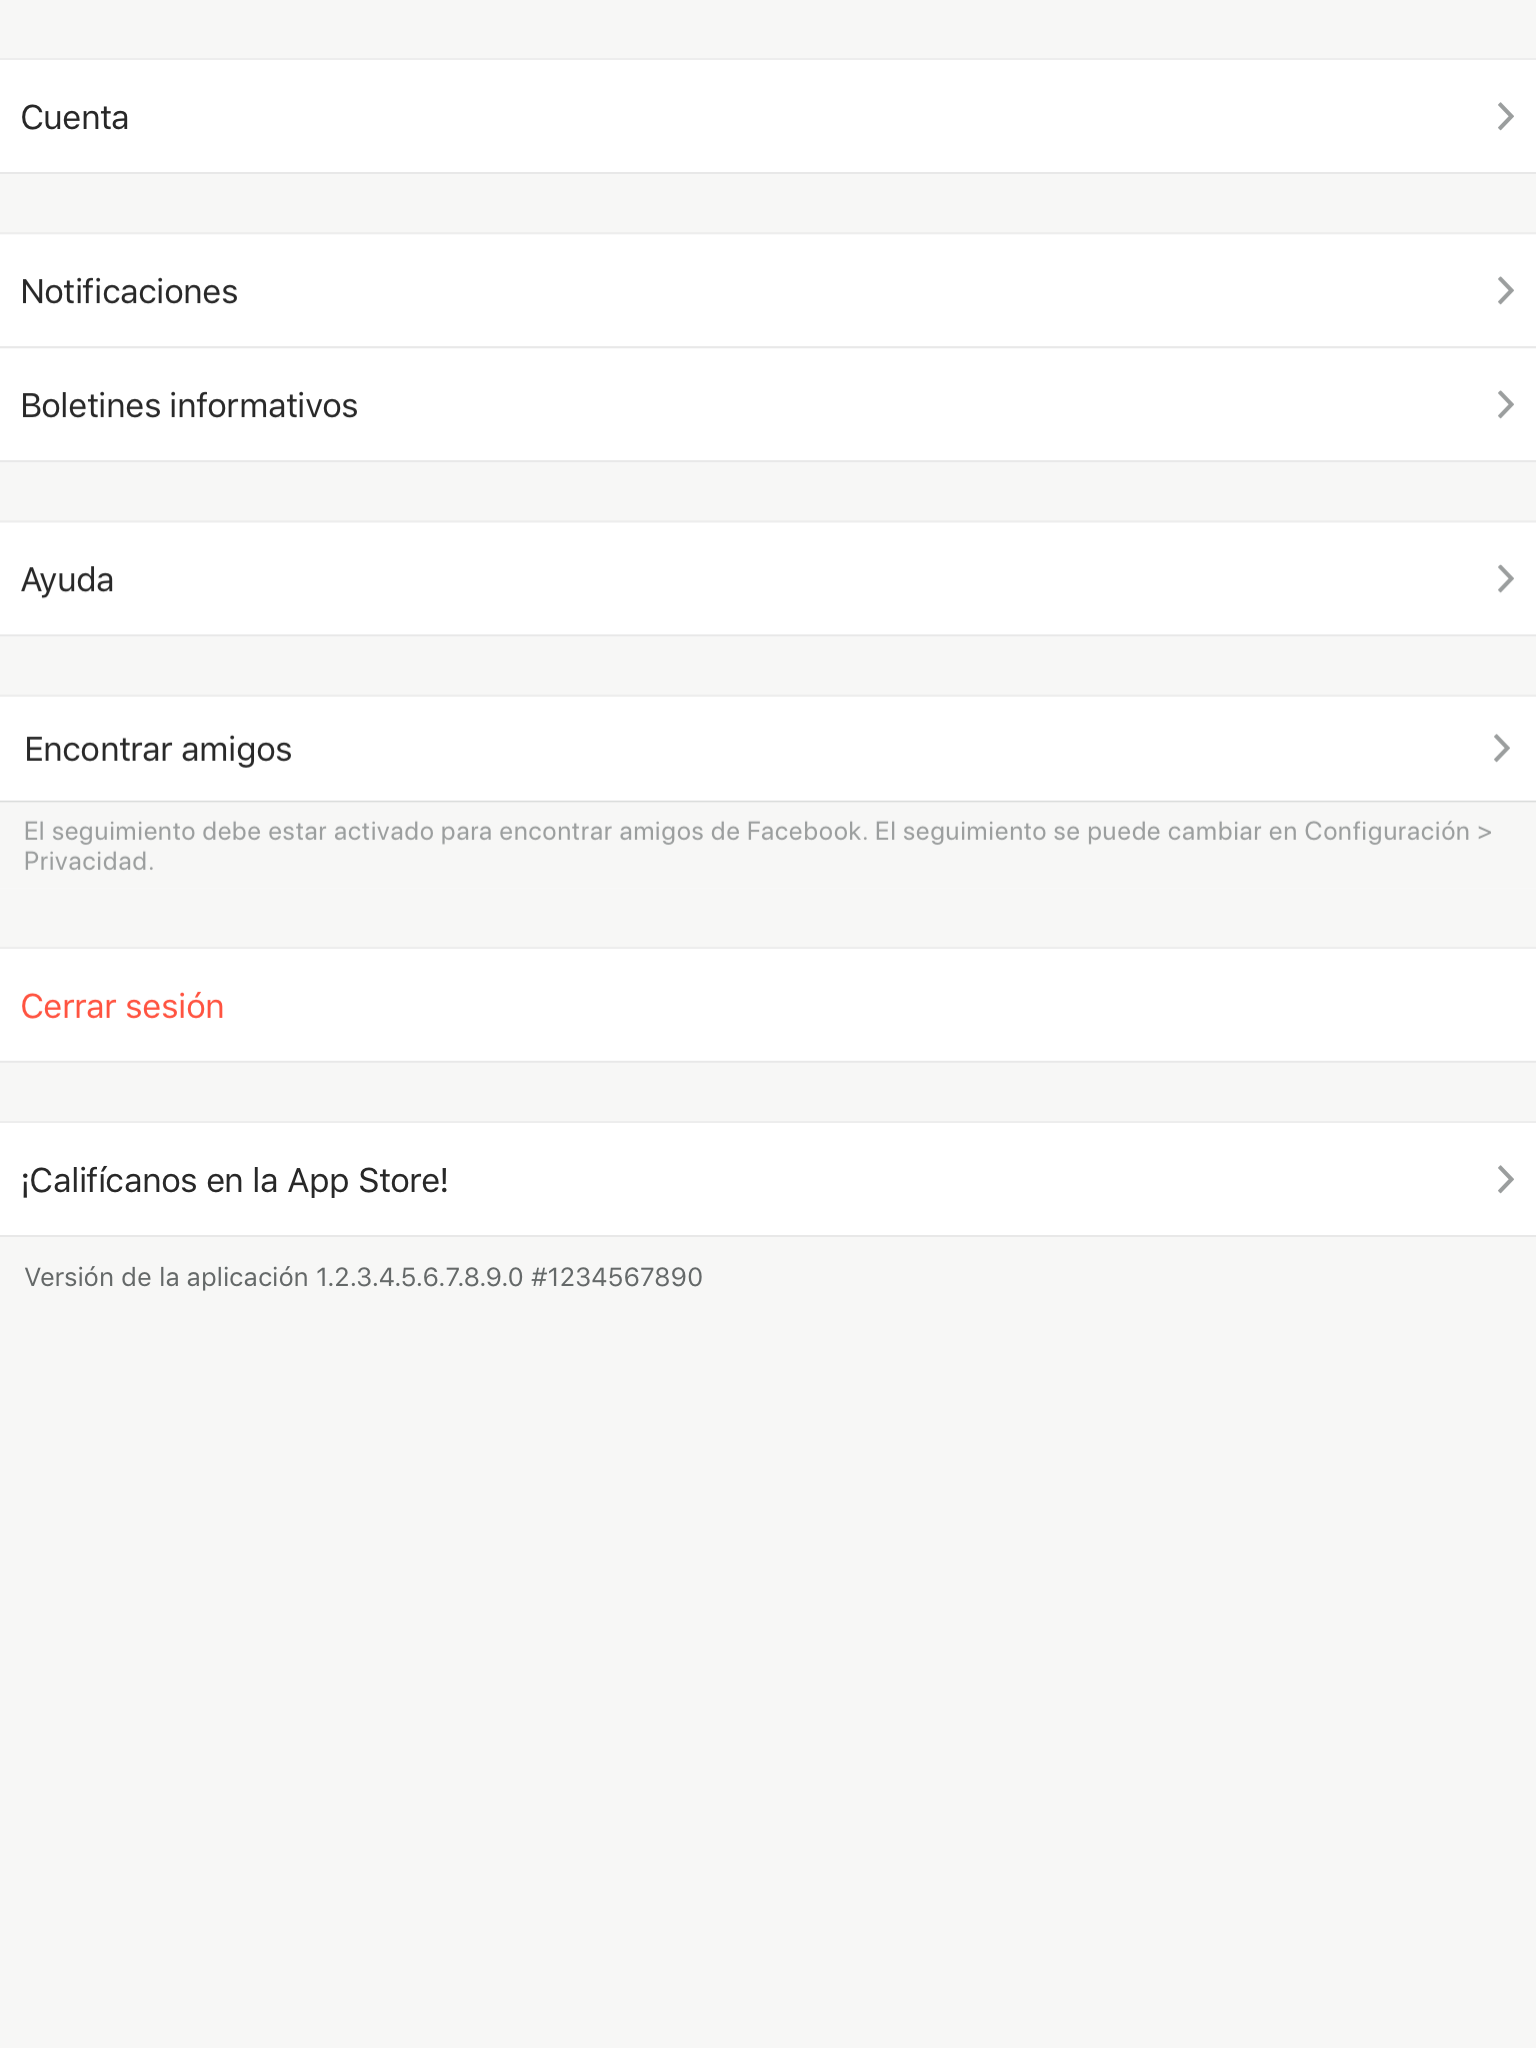 Cuenta
Notificaciones
Boletines informativos
Ayuda
Encontrar amigos
El seguimiento debe estar activado para encontrar amigos de Facebook. El seguimiento se puede cambiar en Configuración >
Privacidad.
Cerrar sesión
¡Califícanos en la App Store!
Versión de la aplicación 1.2.3.4.5.6.7.8.9.0 #1234567890